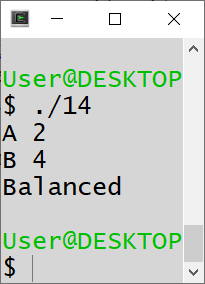 User@DESKTOP
$ ./14
A 2
B 4
Balanced
User@DESKTOP
$